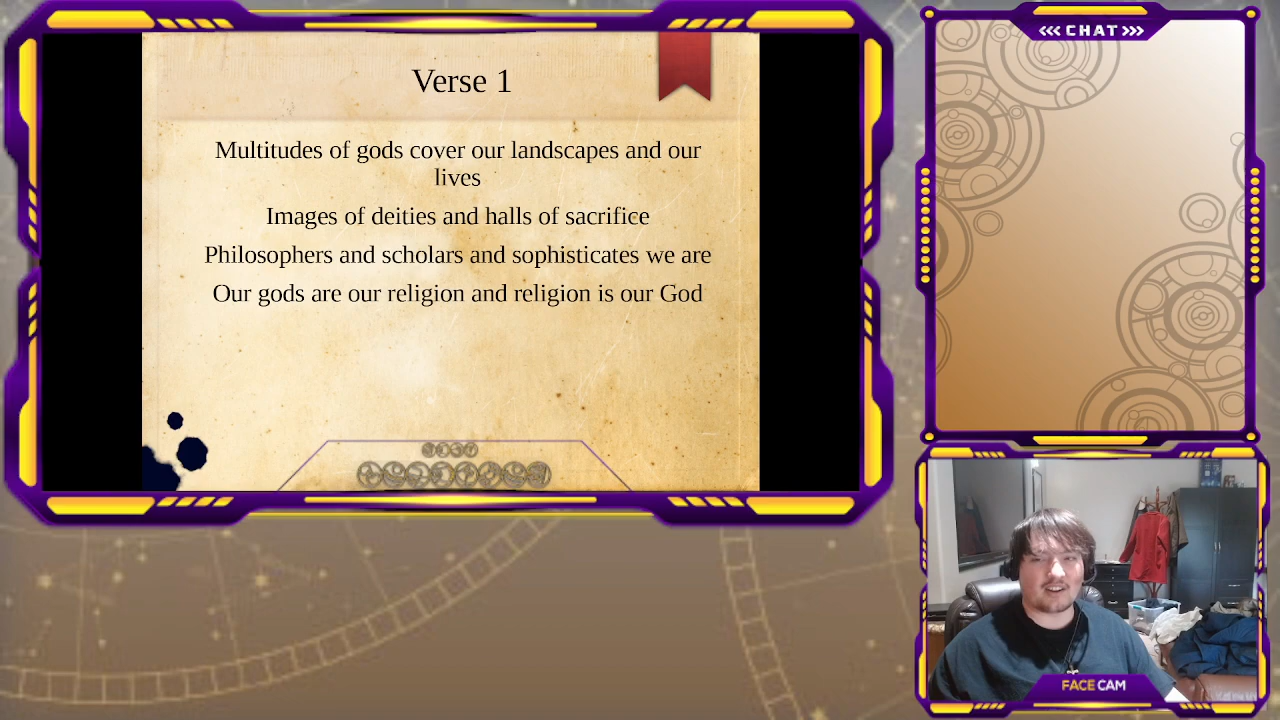 Verse 1
Multitudes of gods cover our landscapes and our
lives
Images of deities and halls of sacrifice
Philosophers and scholars and sophisticates we are
Our gods are our religion and religion is our God
CHAT
FACE CAM